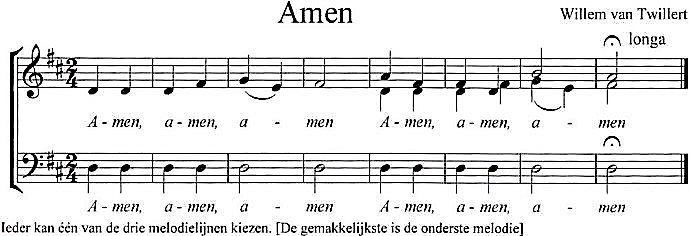 Amen
Willem van Twillert
longa
A - men, a - men, a - men A - men, a - men, a - men
A - men, a - men, a - men A - men, a - men, a - men
Ieder kan één van de drie melodielijnen kiezen. [De gemakkelijkste is de onderste melodie]